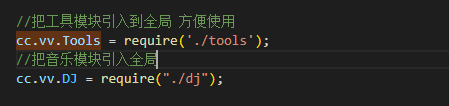 //把工具模块引入到全局 方便使用
cc.vv.Tools = require('./tools');
//把音乐模块引入全局
cc.vv.DJ = require("./dj");